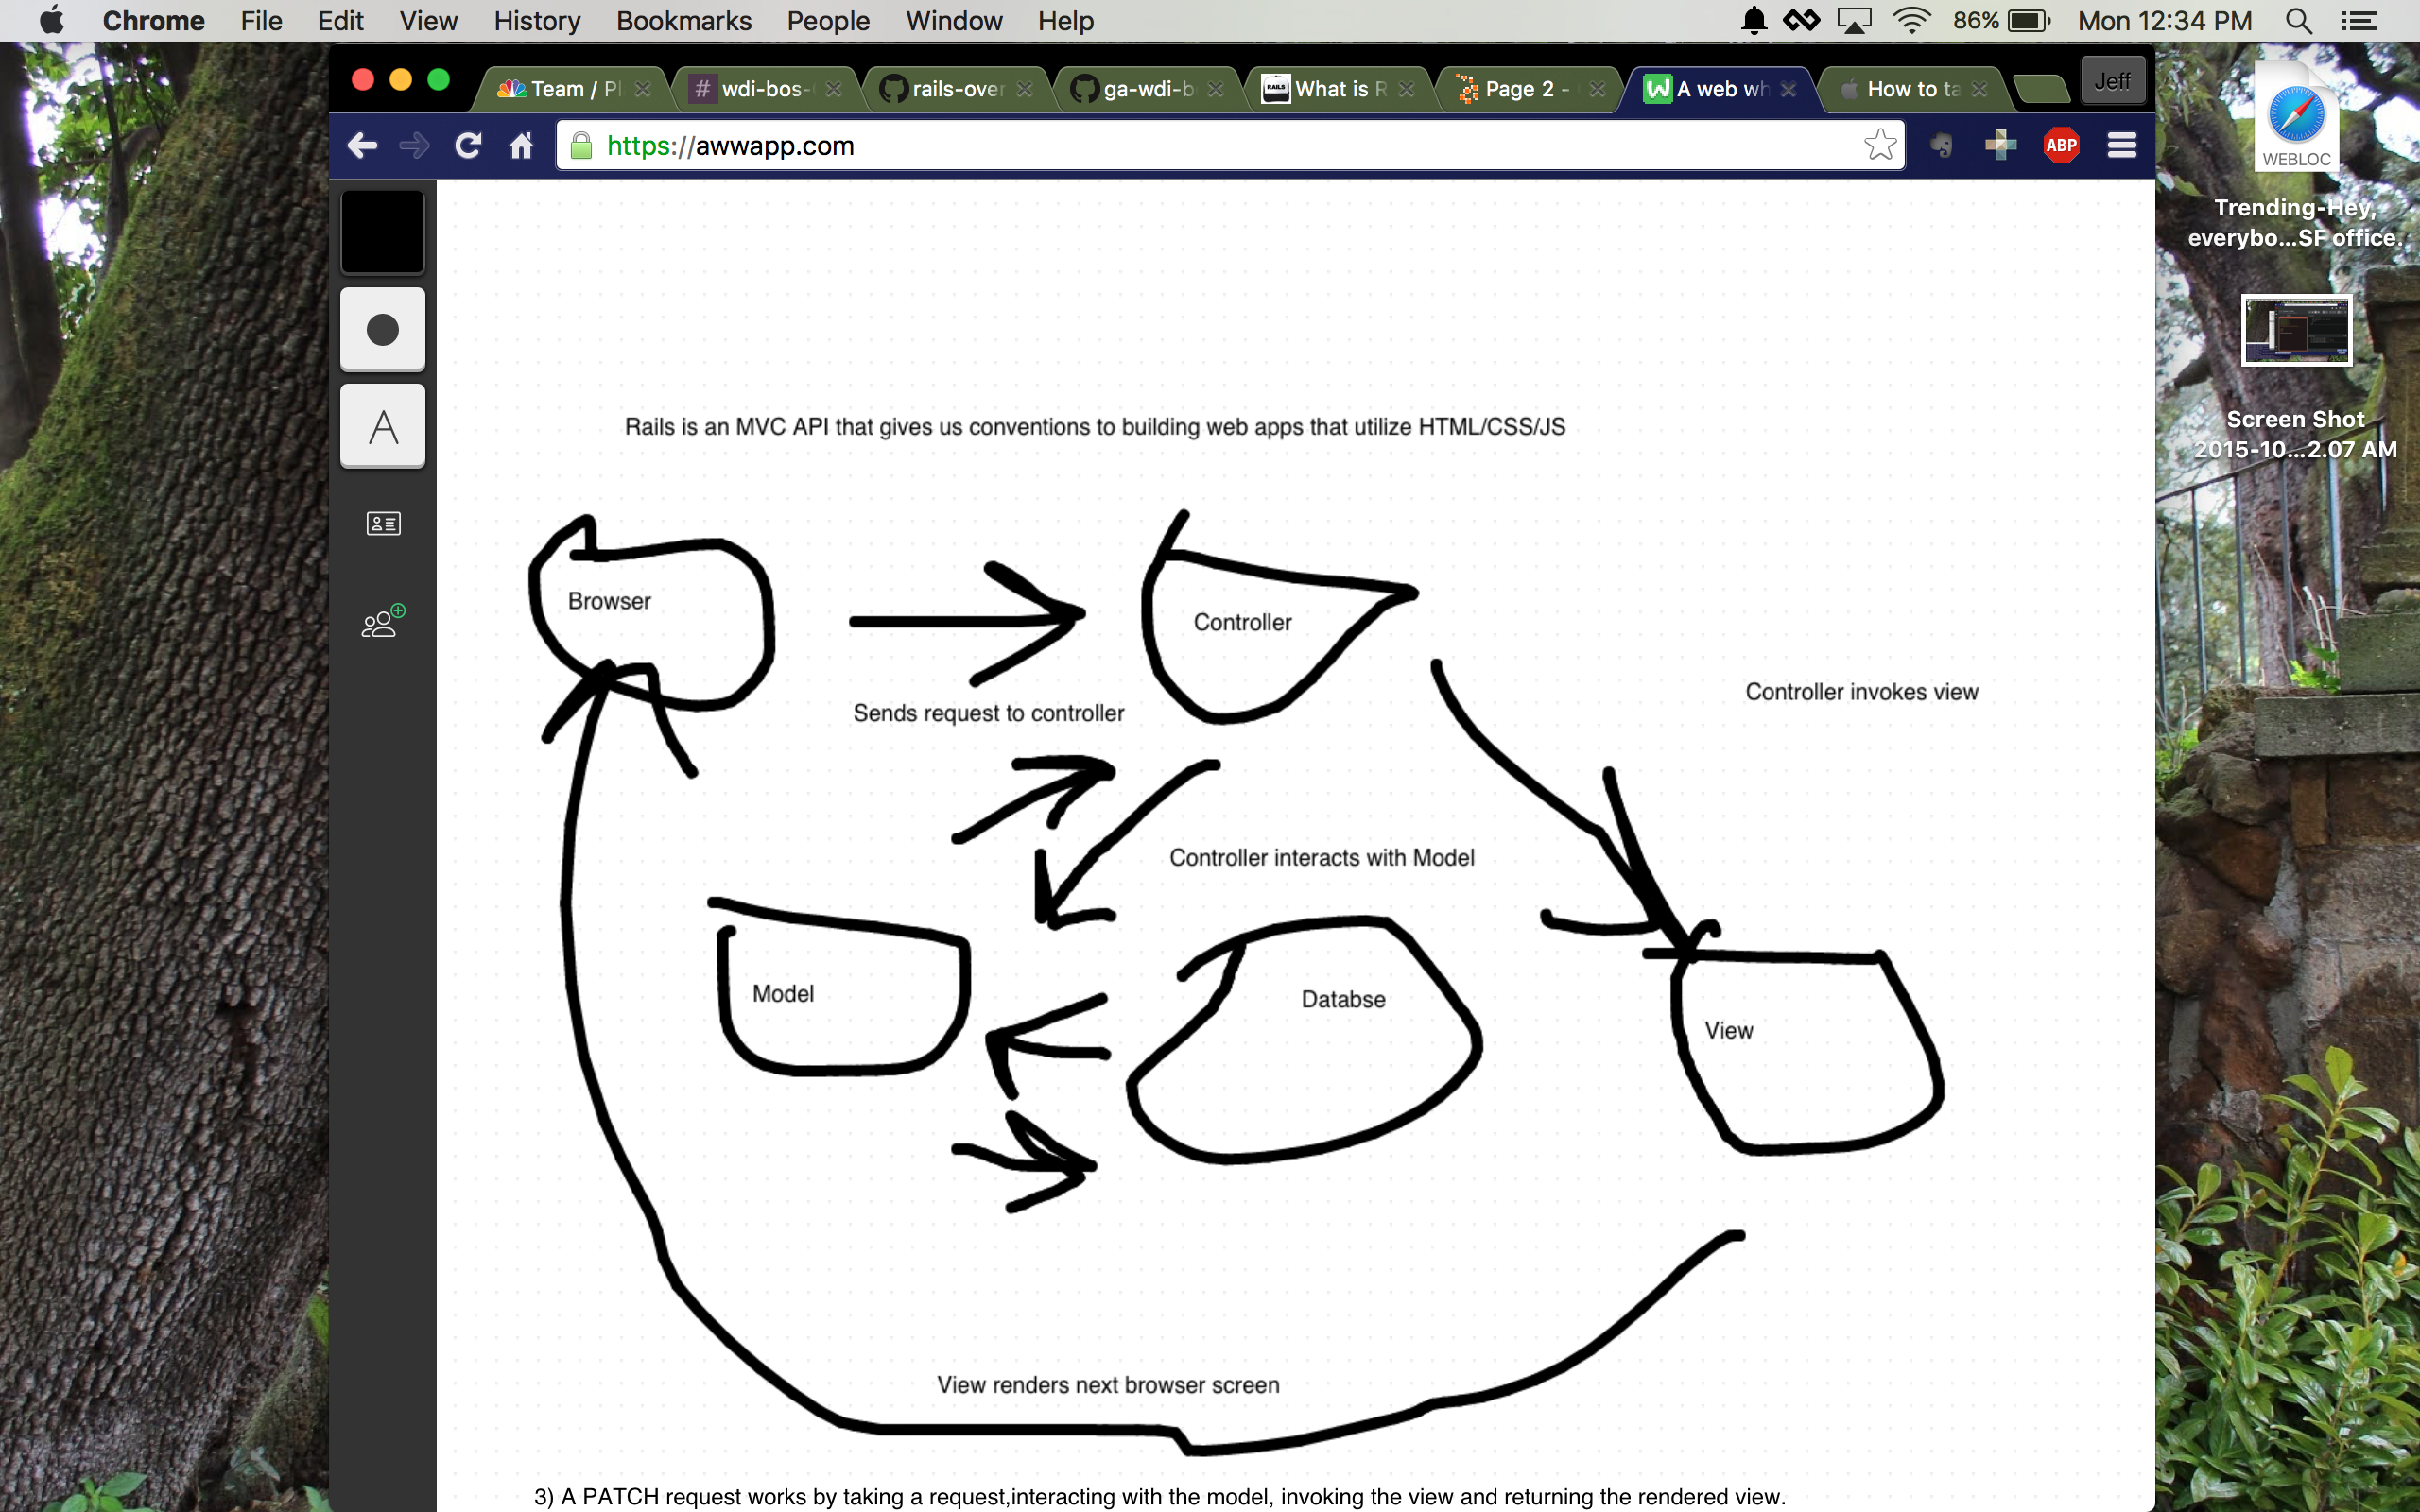 Chrome File Edit View History Bookmarks People Window Help 86% Mon 12:34 PM
Team / Pl # wdi-bos- rails-over ga-wdi-b RAILS What is R Page 2 - A web wh How to ta Jeff
https://awwapp.com ABP
WEBLOC
Trending-Hey,
everybo...SF office.
Screen Shot
2015-10...2.07 AM
A
Rails is an MVC API that gives us conventions to building web apps that utilize HTML/CSS/JS
Browser
Controller
Sends request to controller
Controller invokes view
Controller interacts with Model
Model
Databse
View
View renders next browser screen
3) A PATCH request works by taking a request,interacting with the model, invoking the view and returning the rendered view.